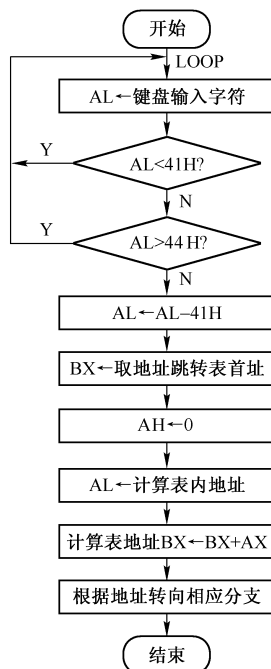 开始
LOOP
AL←键盘输入字符
Y
AL<41H?
N
Y
AL>44H?
N
AL←AL-41H
BX←取地址跳转表首址
AH←0
AL←计算表内地址
计算表地址BX←BX+AX
根据地址转向相应分支
结束